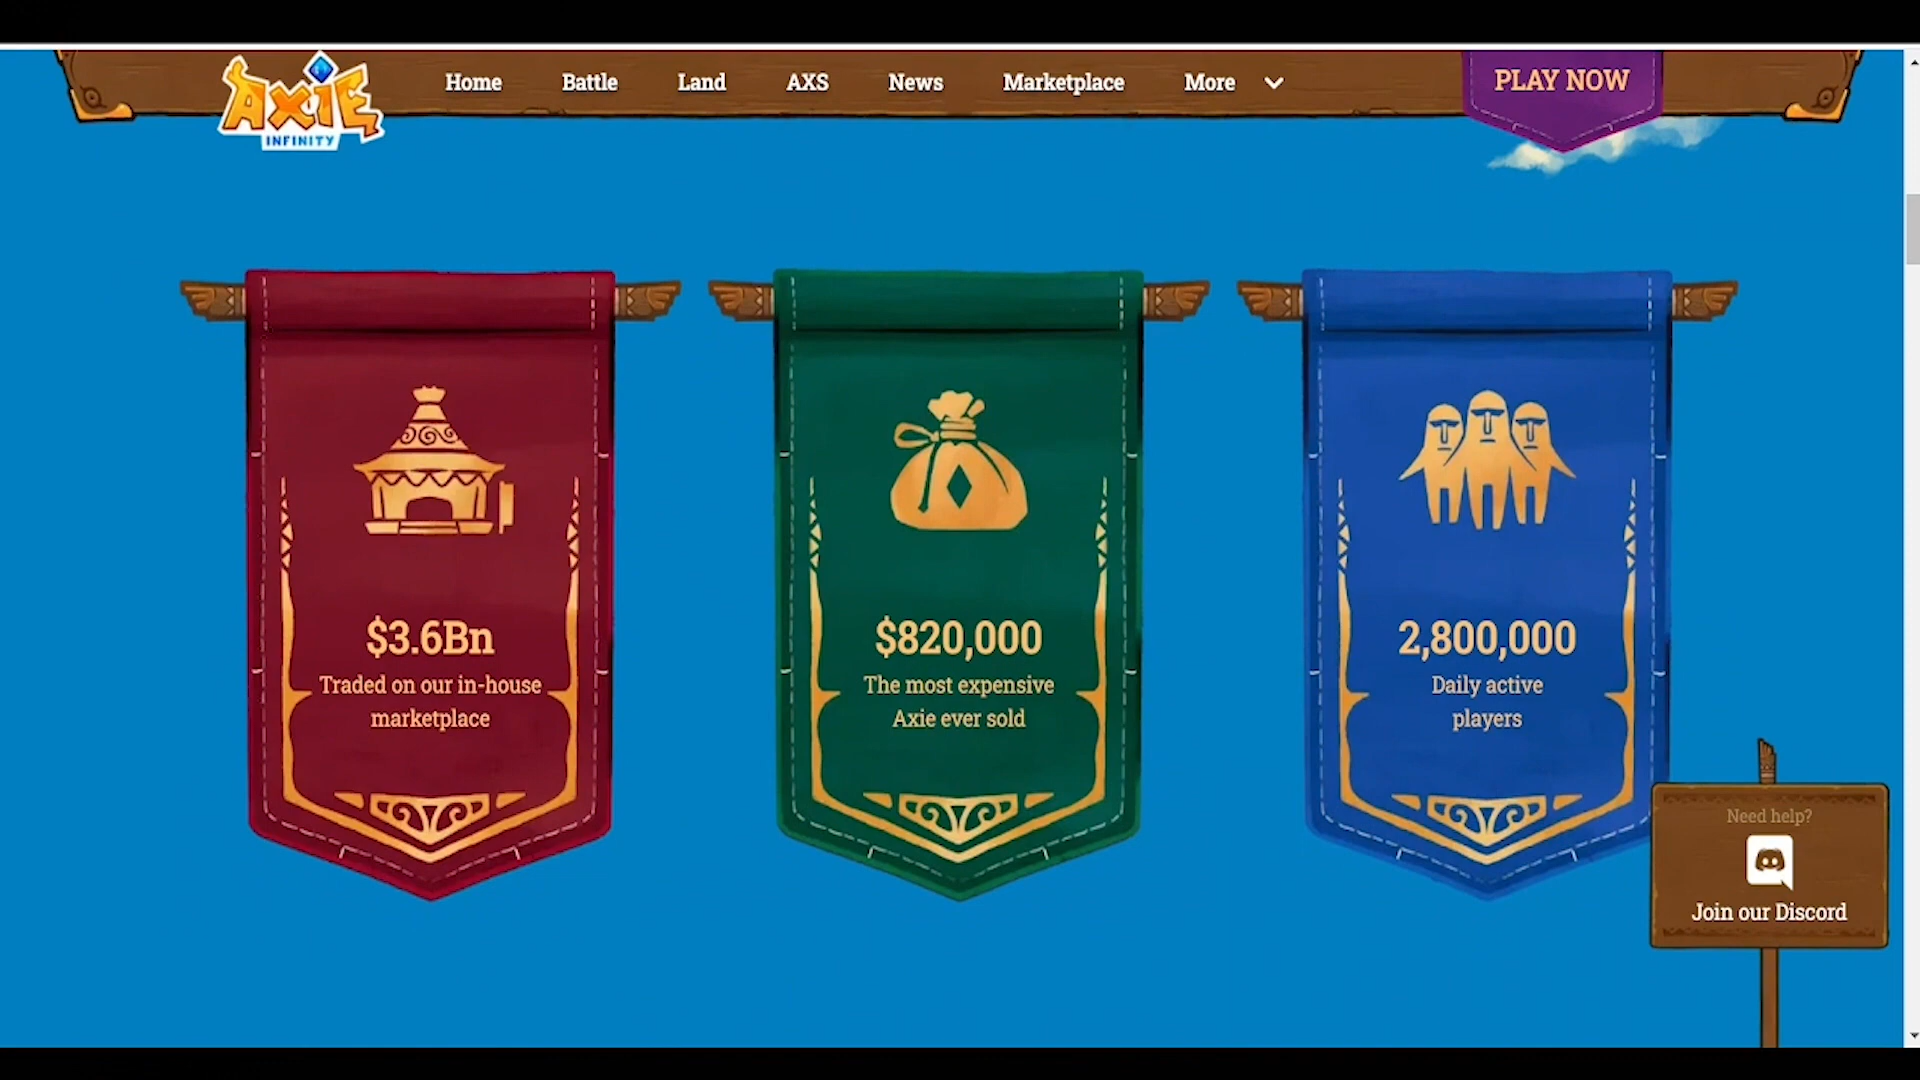 AXIE
INFINITY
Home Battle Land AXS News Marketplace More
PLAY NOW
$3.6Bn
Traded on our in-house
marketplace
$820,000
The most expensive
Axie ever sold
2,800,000
Daily active
players
Need help?
Join our Discord